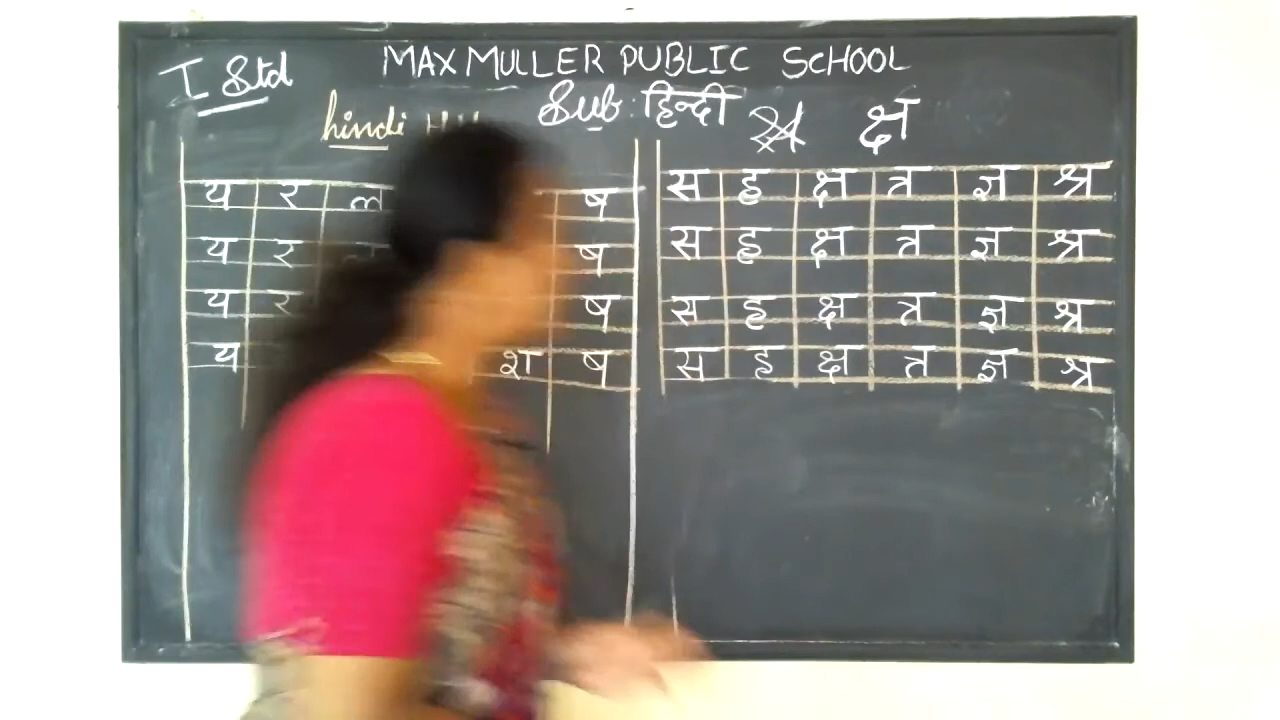 MAX MULLER PUBLIC SCHOOL
I Std
Sub : हिन्दी
क्ष
hindi
य र ल ष स ह क्ष त्र ज्ञ श्र
य र ष स ह क्ष त्र ज्ञ श्र
य र ष स ह क्ष त्र ज्ञ श्र
य श ष स ह क्ष त्र ज्ञ श्र